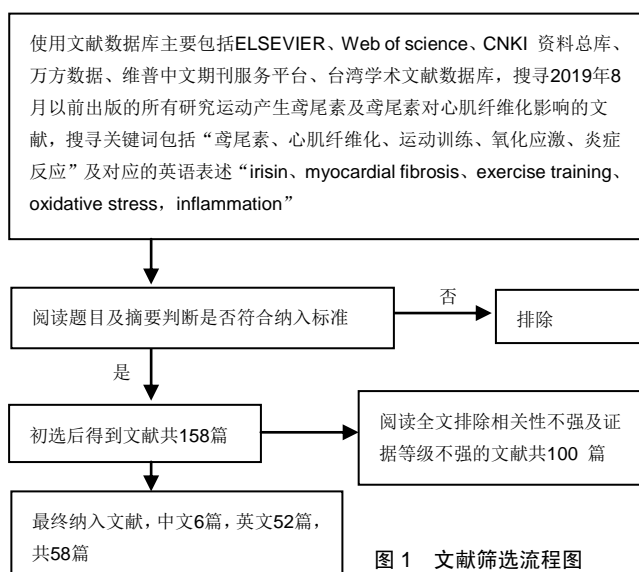 使用文献数据库主要包括ELSEVIER、Web of science、CNKI 资料总库、
万方数据、维普中文期刊服务平台、台湾学术文献数据库，搜寻2019年8
月以前出版的所有研究运动产生鸢尾素及鸢尾素对心肌纤维化影响的文
献，搜寻关键词包括“鸢尾素、心肌纤维化、运动训练、氧化应激、炎症
反应”及对应的英语表述“irisin、myocardial fibrosis、exercise training、
oxidative stress，inflammation”
阅读题目及摘要判断是否符合纳入标准
否
排除
是
初选后得到文献共158篇
阅读全文排除相关性不强及证
据等级不强的文献共100 篇
最终纳入文献，中文6篇，英文52篇，
共58篇
图 1 文献筛选流程图